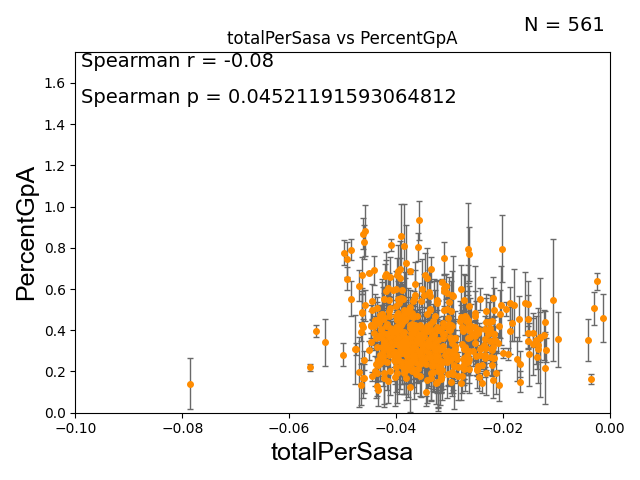 N = 561
totalPerSasa vs PercentGpA
Spearman r = -0.08
Spearman p = 0.04521191593064812
PercentGpA
1.6
1.4
1.2
1.0
0.8
0.6
0.4
0.2
0.0
−0.10 −0.08 −0.06 −0.04 −0.02 0.00
totalPerSasa